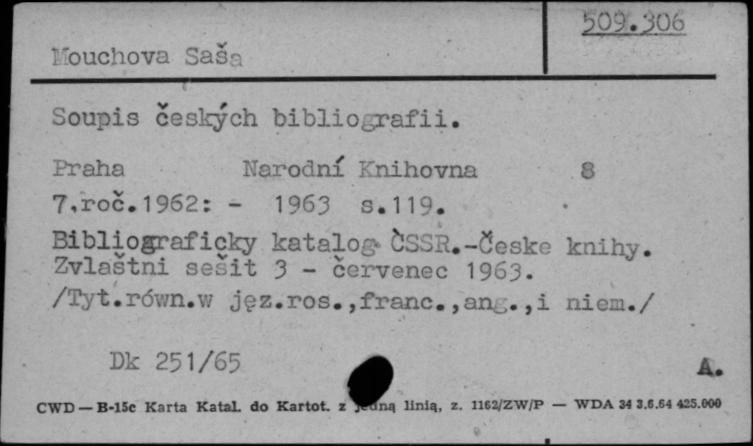 509.306
Mouchova Saša
Soupis českých bibliografii.
Praha Narodní Knihovna 8
7.roč.1962: - 1963 s.119.
Bibliograficky katalog ČSSR.-Česke knihy.
Zvlaštni sešit 3 - červenec 1963.
/Tyt.równ.w jęz.ros.,franc.,ang.,i niem./
Dk 251/65
A.
CWD — B-15c Karta Katal. do Kartot. z jedną linią, z. 1162/ZW/P — WDA 34 3.6.64 425.000